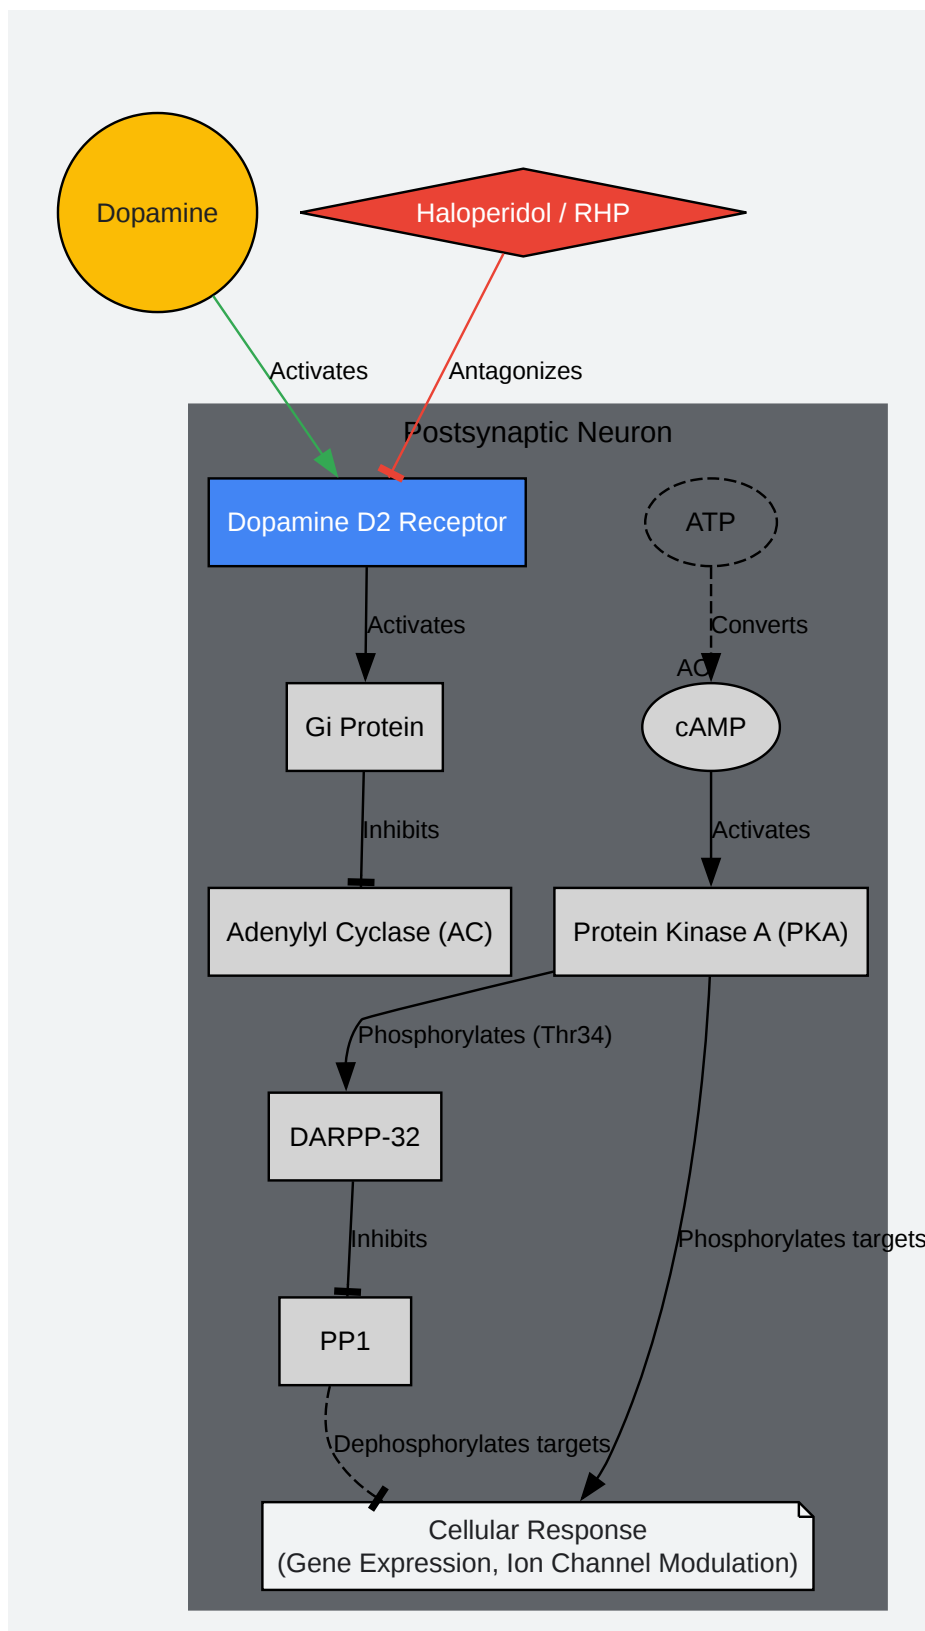 Dopamine
Haloperidol / RHP
Activates
Antagonizes
Postsynaptic Neuron
Dopamine D2 Receptor
ATP
Activates
Converts
AC
Gi Protein
cAMP
Inhibits
Activates
Adenylyl Cyclase (AC)
Protein Kinase A (PKA)
Phosphorylates (Thr34)
DARPP-32
Inhibits
Phosphorylates targets
PP1
Dephosphorylates targets
Cellular Response
(Gene Expression, Ion Channel Modulation)